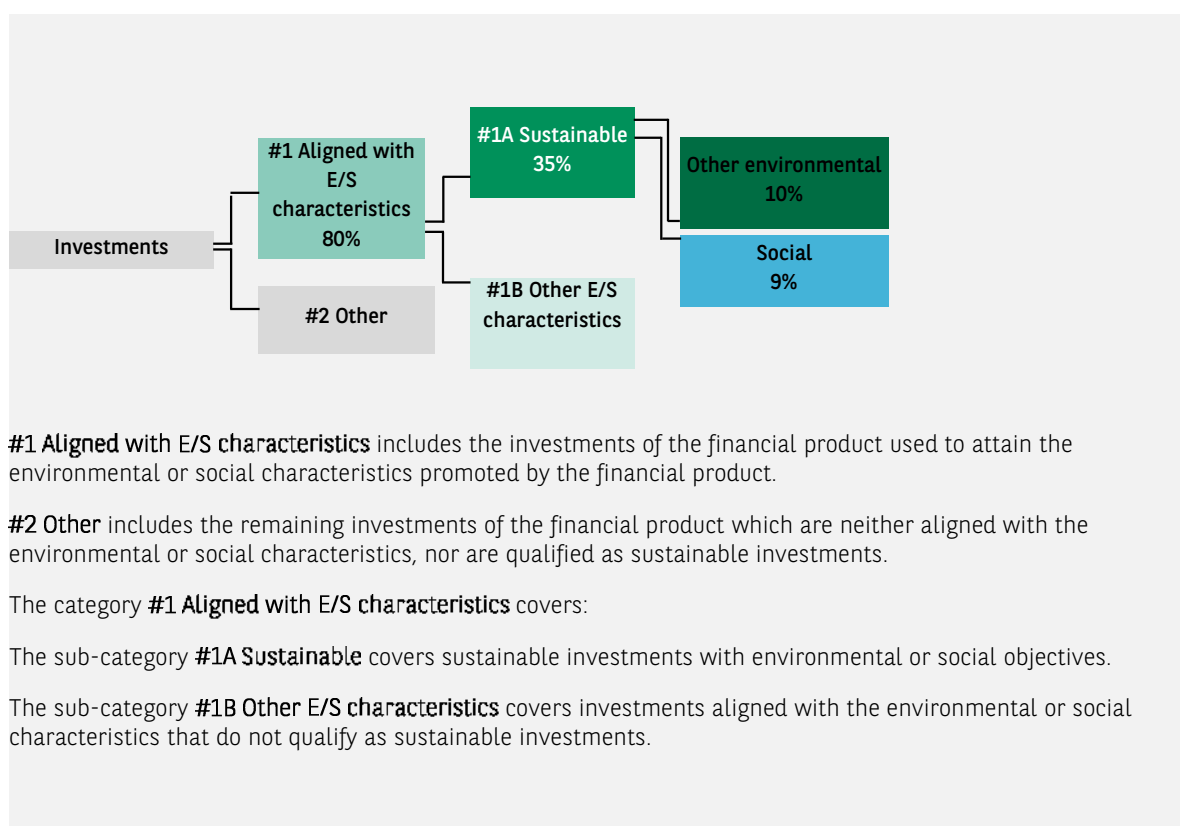 #1 Aligned with
E/S
characteristics
80%
#1A Sustainable
35%
Other environmental
10%
Investments
Social
9%
#2 Other
#1B Other E/S
characteristics
#1 Aligned with E/S characteristics includes the investments of the financial product used to attain the
environmental or social characteristics promoted by the financial product.
#2 Other includes the remaining investments of the financial product which are neither aligned with the
environmental or social characteristics, nor are qualified as sustainable investments.
The category #1 Aligned with E/S characteristics covers:
The sub-category #1A Sustainable covers sustainable investments with environmental or social objectives.
The sub-category #1B Other E/S characteristics covers investments aligned with the environmental or social
characteristics that do not qualify as sustainable investments.